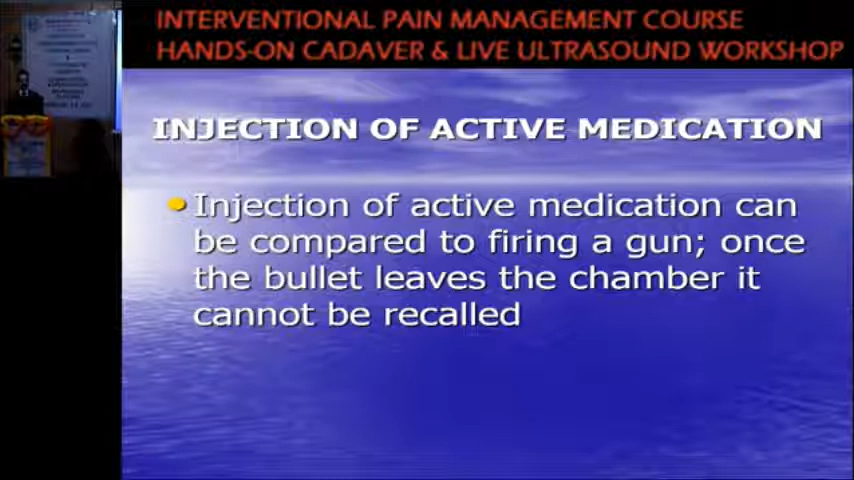 INTERVENTIONAL PAIN MANAGEMENT COURSE
HANDS-ON CADAVER & LIVE ULTRASOUND WORKSHOP
INJECTION OF ACTIVE MEDICATION
Injection of active medication can
be compared to firing a gun; once
the bullet leaves the chamber it
cannot be recalled